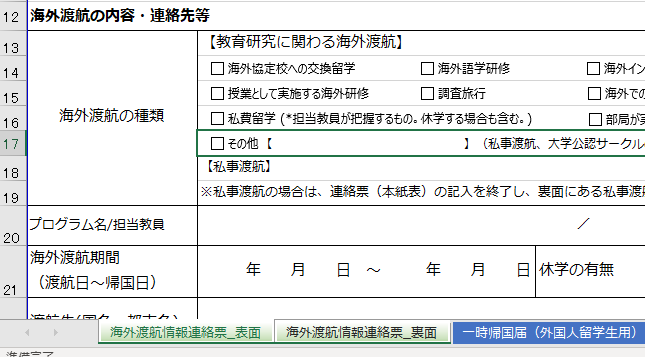 12 海外渡航の内容・連絡先等
13 【教育研究に関わる海外渡航】
14 □ 海外協定校への交換留学 □ 海外語学研修 □ 海外イン
15 □ 授業として実施する海外研修 □ 調査旅行 □ 海外での
海外渡航の種類
16 □ 私費留学 (*担当教員が把握するもの。休学する場合も含む。) □ 部局が実
17 □ その他【 】（私事渡航、大学公認サークル
18 【私事渡航】
19 ※私事渡航の場合は、連絡票（本紙表）の記入を終了し、裏面にある私事渡
20 プログラム名/担当教員 ／
海外渡航期間
21 （渡航日～帰国日） 年 月 日 ～ 年 月 日 休学の有無
海外渡航情報連絡票_表面 海外渡航情報連絡票_裏面 一時帰国届（外国人留学生用）